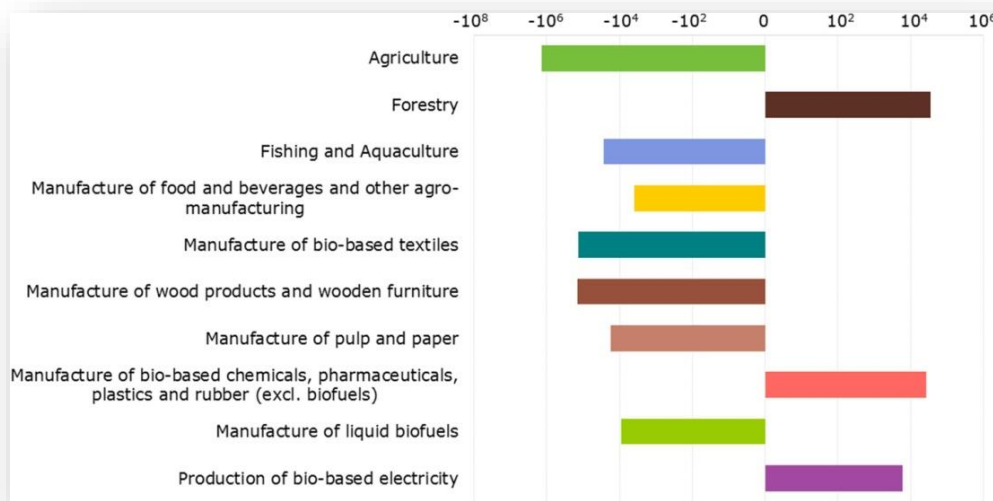 -10⁸ -10⁶ -10⁴ -10² 0 10² 10⁴ 10⁶
Agriculture
Forestry
Fishing and Aquaculture
Manufacture of food and beverages and other agro-
manufacturing
Manufacture of bio-based textiles
Manufacture of wood products and wooden furniture
Manufacture of pulp and paper
Manufacture of bio-based chemicals, pharmaceuticals,
plastics and rubber (excl. biofuels)
Manufacture of liquid biofuels
Production of bio-based electricity